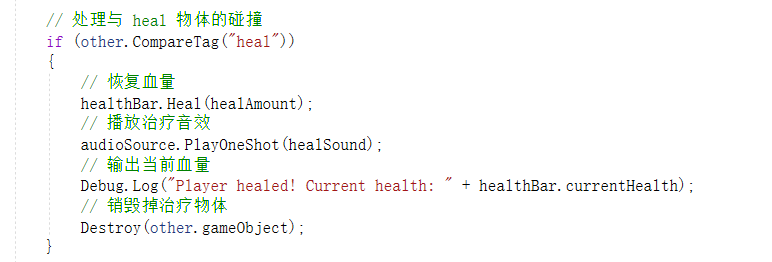 // 处理与 heal 物体的碰撞
if (other.CompareTag("heal"))
{
    // 恢复血量
    healthBar.Heal(healAmount);
    // 播放治疗音效
    audioSource.PlayOneShot(healSound);
    // 输出当前血量
    Debug.Log("Player healed! Current health: " + healthBar.currentHealth);
    // 销毁掉治疗物体
    Destroy(other.gameObject);
}